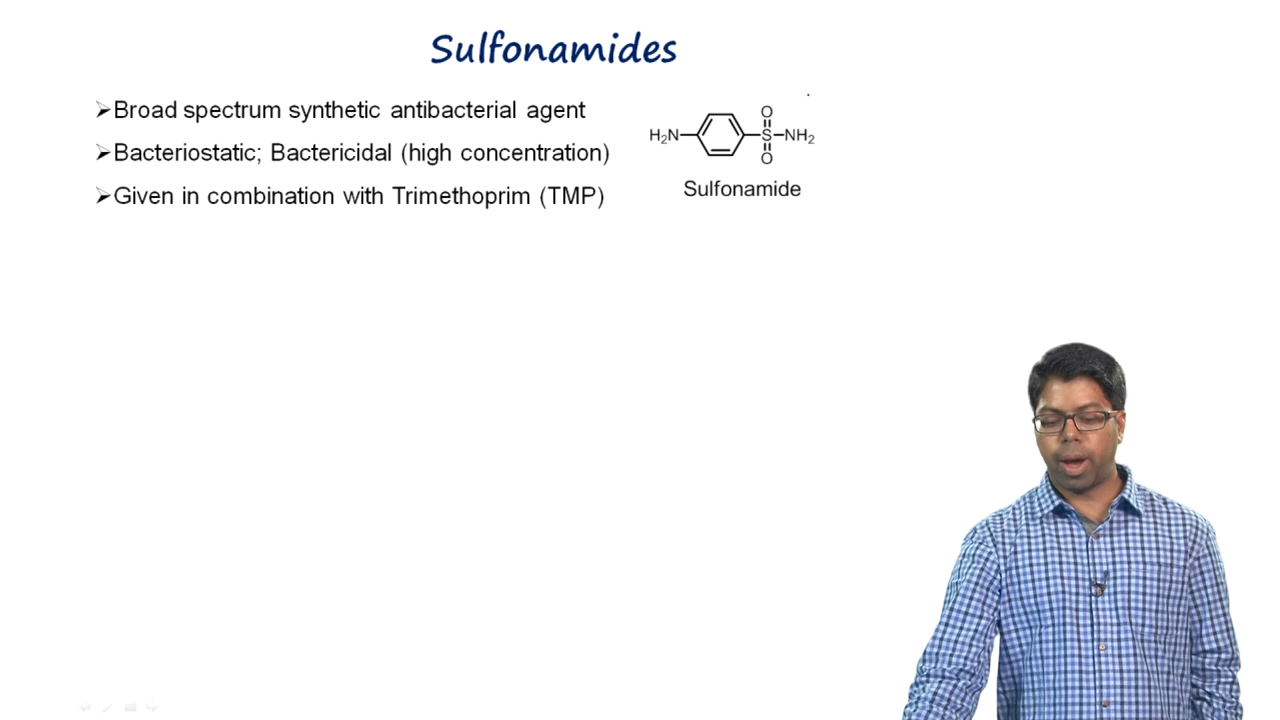 Sulfonamides
➢Broad spectrum synthetic antibacterial agent
➢Bacteriostatic; Bactericidal (high concentration)
➢Given in combination with Trimethoprim (TMP)
O
H₂N S NH₂
O
Sulfonamide